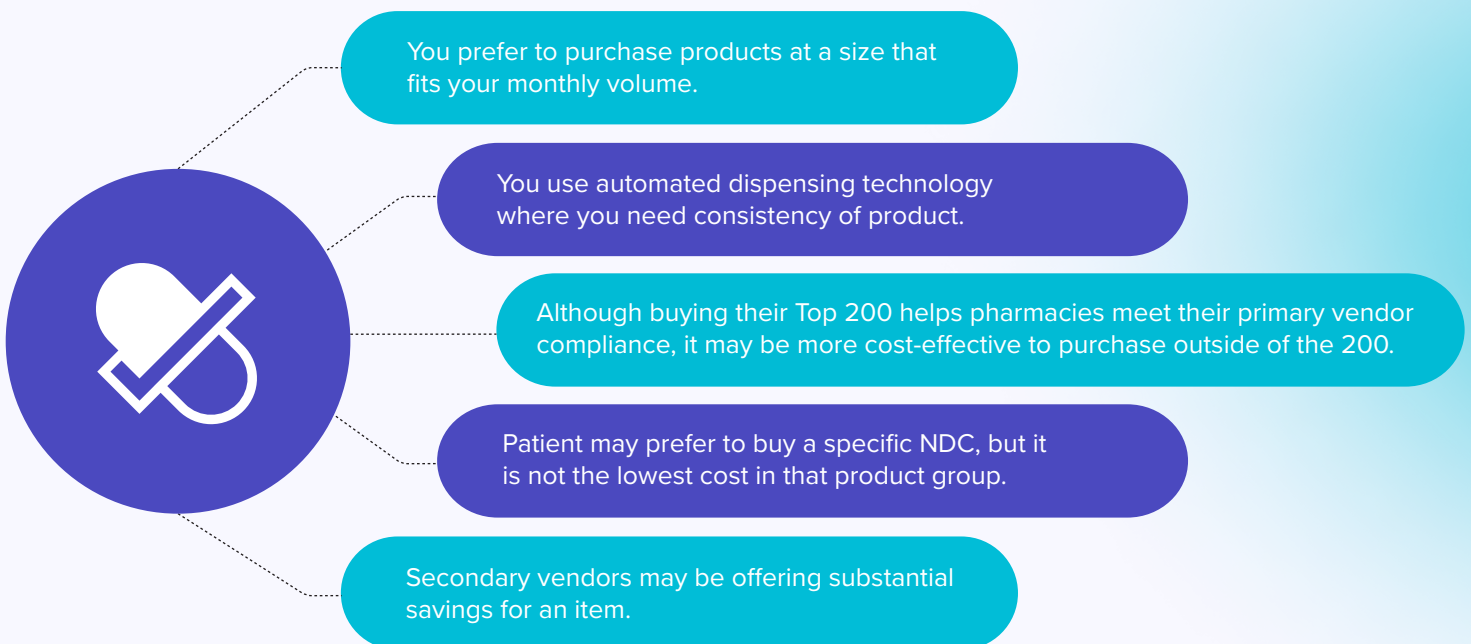 You prefer to purchase products at a size that
fits your monthly volume.
You use automated dispensing technology
where you need consistency of product.
Although buying their Top 200 helps pharmacies meet their primary vendor
compliance, it may be more cost-effective to purchase outside of the 200.
Patient may prefer to buy a specific NDC, but it
is not the lowest cost in that product group.
Secondary vendors may be offering substantial
savings for an item.